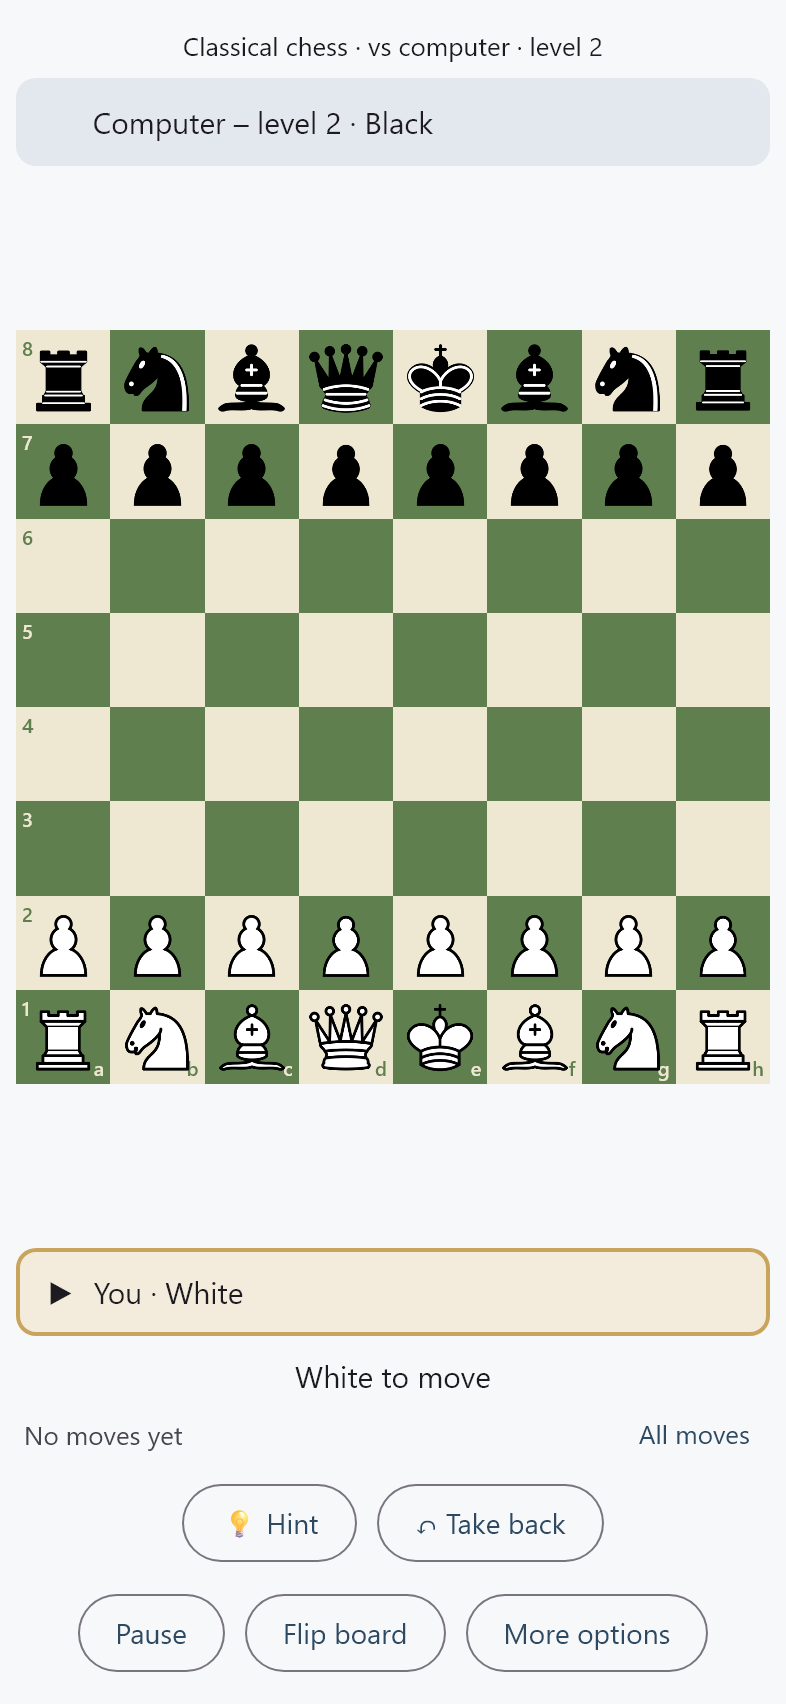 Classical chess · vs computer · level 2
Computer – level 2 · Black
8
7
6
5
4
3
2
1
a b c d e f g h
▶ You · White
White to move
No moves yet All moves
💡 Hint ⤺ Take back
Pause Flip board More options